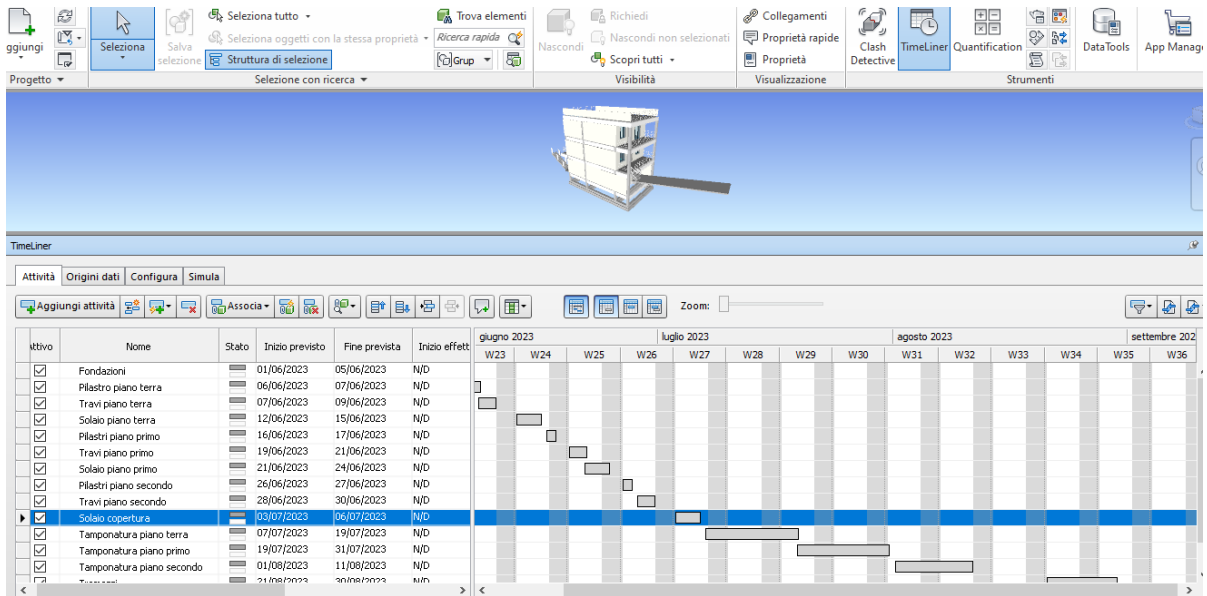 Seleziona tutto
Trova elementi
Richiedi
Collegamenti
ggiungi
Seleziona
Salva selezione
Seleziona oggetti con la stessa proprietà
Ricerca rapida
Nascondi
Nascondi non selezionati
Proprietà rapide
Clash Detective
TimeLiner
Quantification
DataTools
App Manag
Struttura di selezione
Grup
Scopri tutti
Proprietà
Progetto
Selezione con ricerca
Visibilità
Visualizzazione
Strumenti
TimeLiner
Attività Origini dati Configura Simula
Aggiungi attività Associa Zoom:
Attivo Nome Stato Inizio previsto Fine prevista Inizio effett
giugno 2023 luglio 2023 agosto 2023 settembre 202
W23 W24 W25 W26 W27 W28 W29 W30 W31 W32 W33 W34 W35 W36
Fondazioni 01/06/2023 05/06/2023 N/D
Pilastro piano terra 06/06/2023 07/06/2023 N/D
Travi piano terra 07/06/2023 09/06/2023 N/D
Solaio piano terra 12/06/2023 15/06/2023 N/D
Pilastri piano primo 16/06/2023 17/06/2023 N/D
Travi piano primo 19/06/2023 21/06/2023 N/D
Solaio piano primo 21/06/2023 24/06/2023 N/D
Pilastri piano secondo 26/06/2023 27/06/2023 N/D
Travi piano secondo 28/06/2023 30/06/2023 N/D
Solaio copertura 03/07/2023 06/07/2023 N/D
Tamponatura piano terra 07/07/2023 19/07/2023 N/D
Tamponatura piano primo 19/07/2023 31/07/2023 N/D
Tamponatura piano secondo 01/08/2023 11/08/2023 N/D
Tramezzi 21/08/2023 30/08/2023 N/D